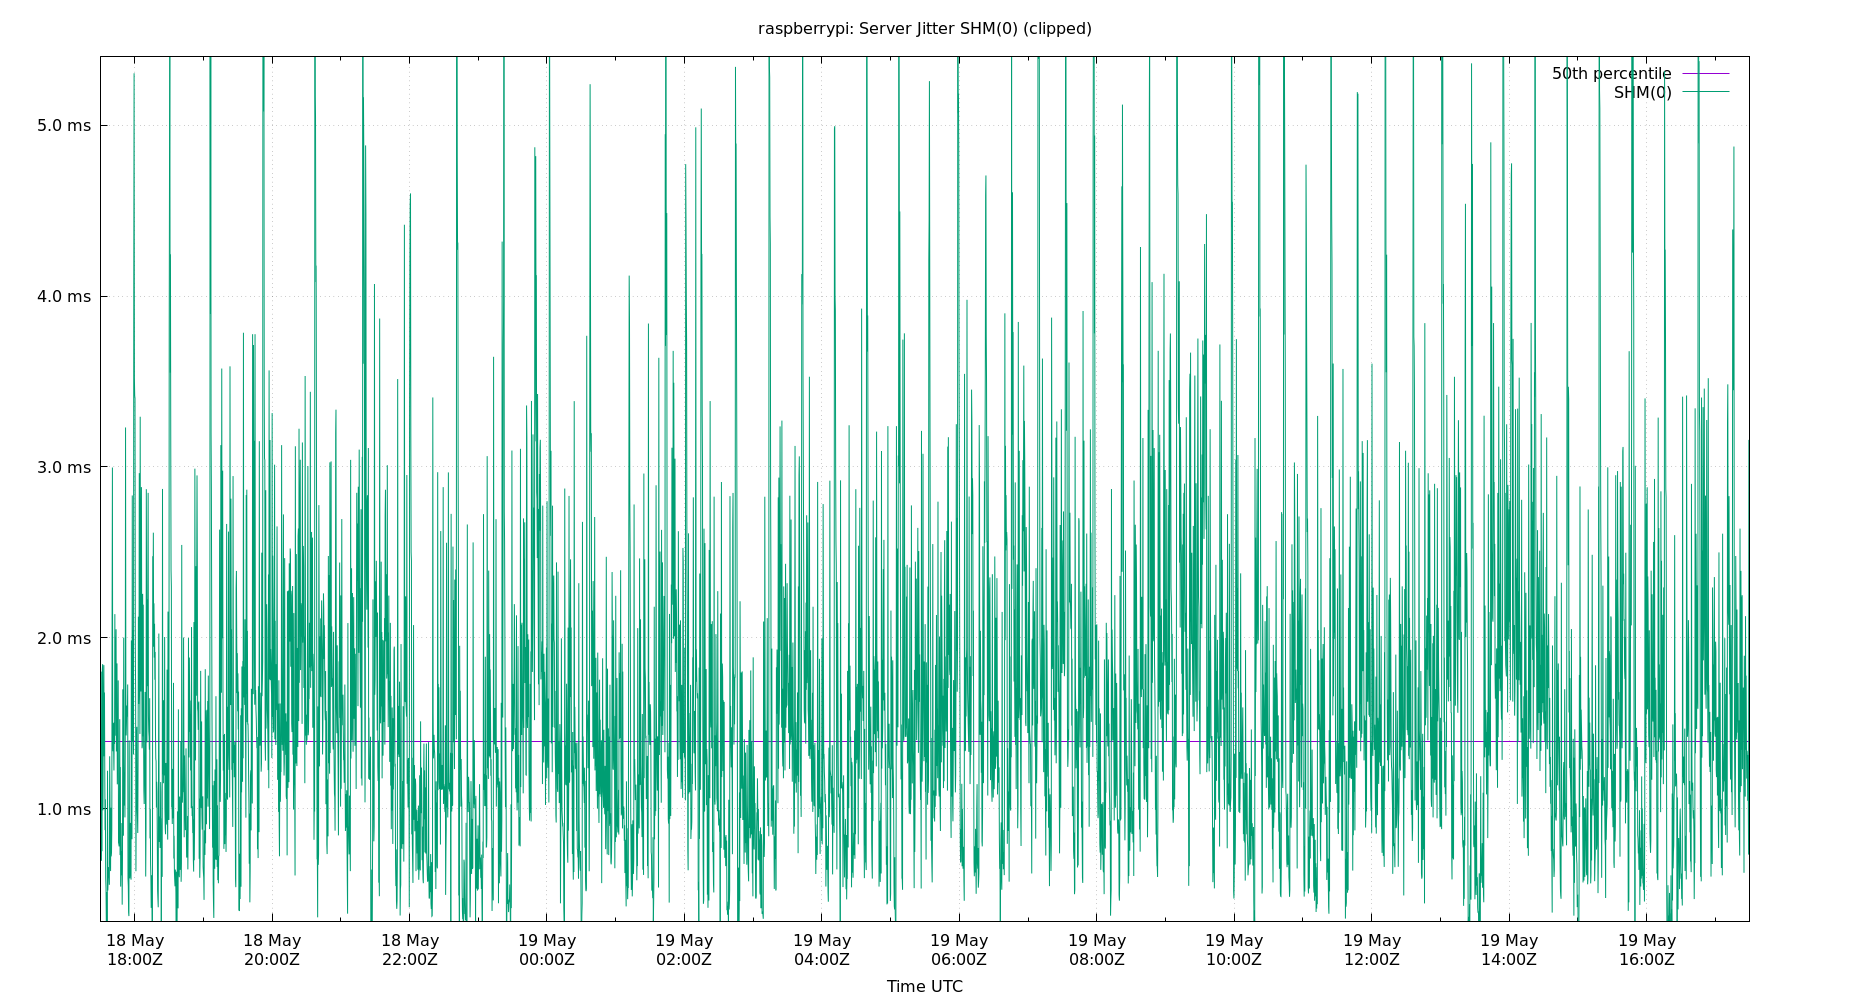 raspberrypi: Server Jitter SHM(0) (clipped)
50th percentile
SHM(0)
5.0 ms
4.0 ms
3.0 ms
2.0 ms
1.0 ms
18 May 18 May 18 May 19 May 19 May 19 May 19 May 19 May 19 May 19 May 19 May 19 May
18:00Z 20:00Z 22:00Z 00:00Z 02:00Z 04:00Z 06:00Z 08:00Z 10:00Z 12:00Z 14:00Z 16:00Z
Time UTC